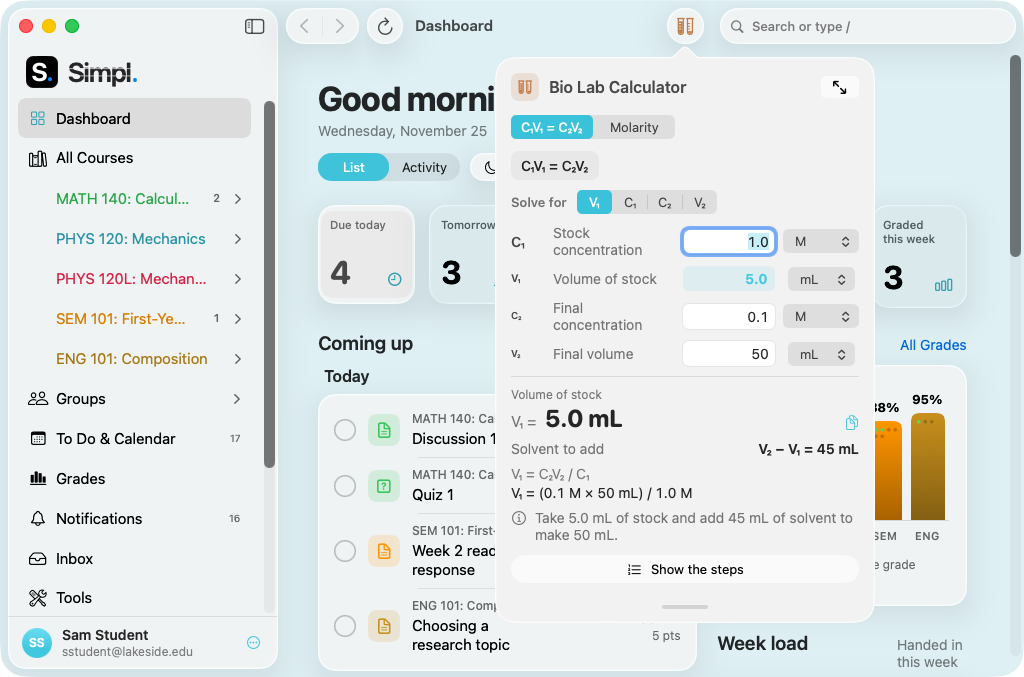 Dashboard
Search or type /
S.
Simpl.
Dashboard
All Courses
MATH 140: Calcul... 2
PHYS 120: Mechanics
PHYS 120L: Mechan...
SEM 101: First-Ye... 1
ENG 101: Composition
Groups
To Do & Calendar 17
Grades
Notifications 16
Inbox
Tools
SS
Sam Student
sstudent@lakeside.edu
Good morni
Wednesday, November 25
List Activity
Due today
4
Tomorrow
3
Graded
this week
3
Coming up
All Grades
Today
MATH 140: Ca
Discussion 1
MATH 140: Ca
Quiz 1
SEM 101: First-
Week 2 read
response
ENG 101: Comp
Choosing a
research topic
5 pts
Bio Lab Calculator
C₁V₁ = C₂V₂ Molarity
C₁V₁ = C₂V₂
Solve for V₁ C₁ C₂ V₂
C₁ Stock
concentration 1.0 M
V₁ Volume of stock 5.0 mL
C₂ Final
concentration 0.1 M
V₂ Final volume 50 mL
Volume of stock
V₁ = 5.0 mL
Solvent to add V₂ – V₁ = 45 mL
V₁ = C₂V₂ / C₁
V₁ = (0.1 M × 50 mL) / 1.0 M
Take 5.0 mL of stock and add 45 mL of solvent to
make 50 mL.
Show the steps
38% 95%
SEM ENG
e grade
Week load
Handed in
this week